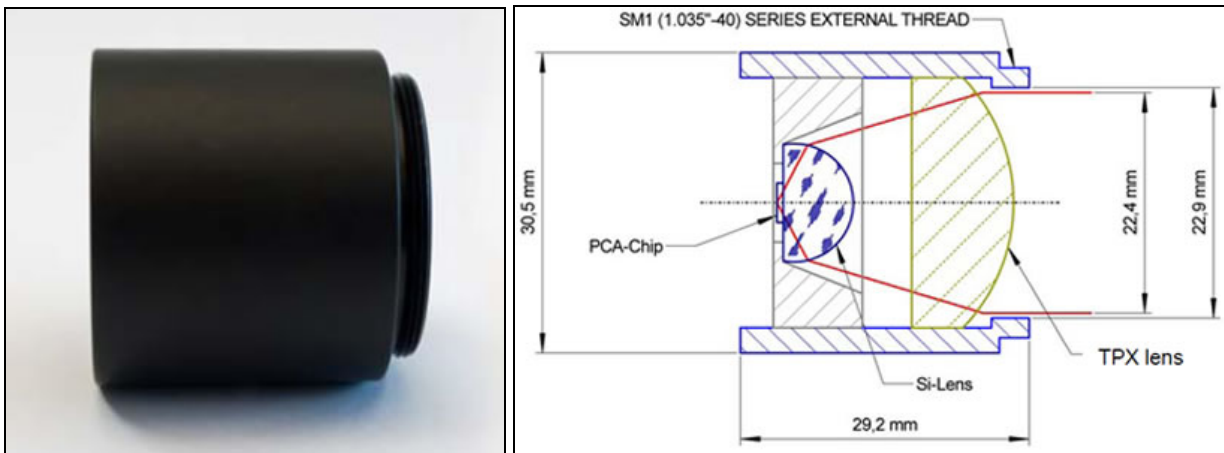 SM1 (1.035"-40) SERIES EXTERNAL THREAD
30,5 mm
22,4 mm
22,9 mm
PCA-Chip
TPX lens
Si-Lens
29,2 mm